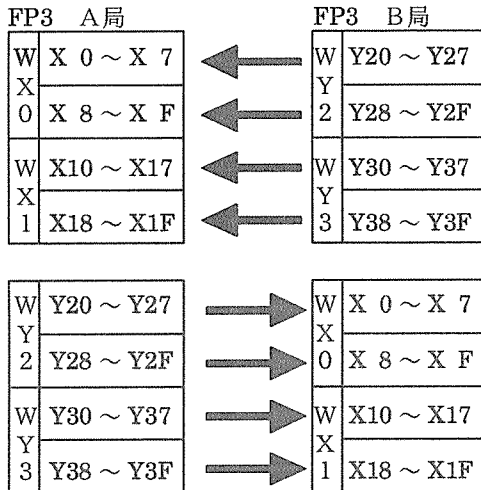 FP3 A局
FP3 B局
WX0
X 0～X 7
X 8～X F
WX1
X10～X17
X18～X1F
WY2
Y20～Y27
Y28～Y2F
WY3
Y30～Y37
Y38～Y3F
WY2
Y20～Y27
Y28～Y2F
WY3
Y30～Y37
Y38～Y3F
WX0
X 0～X 7
X 8～X F
WX1
X10～X17
X18～X1F